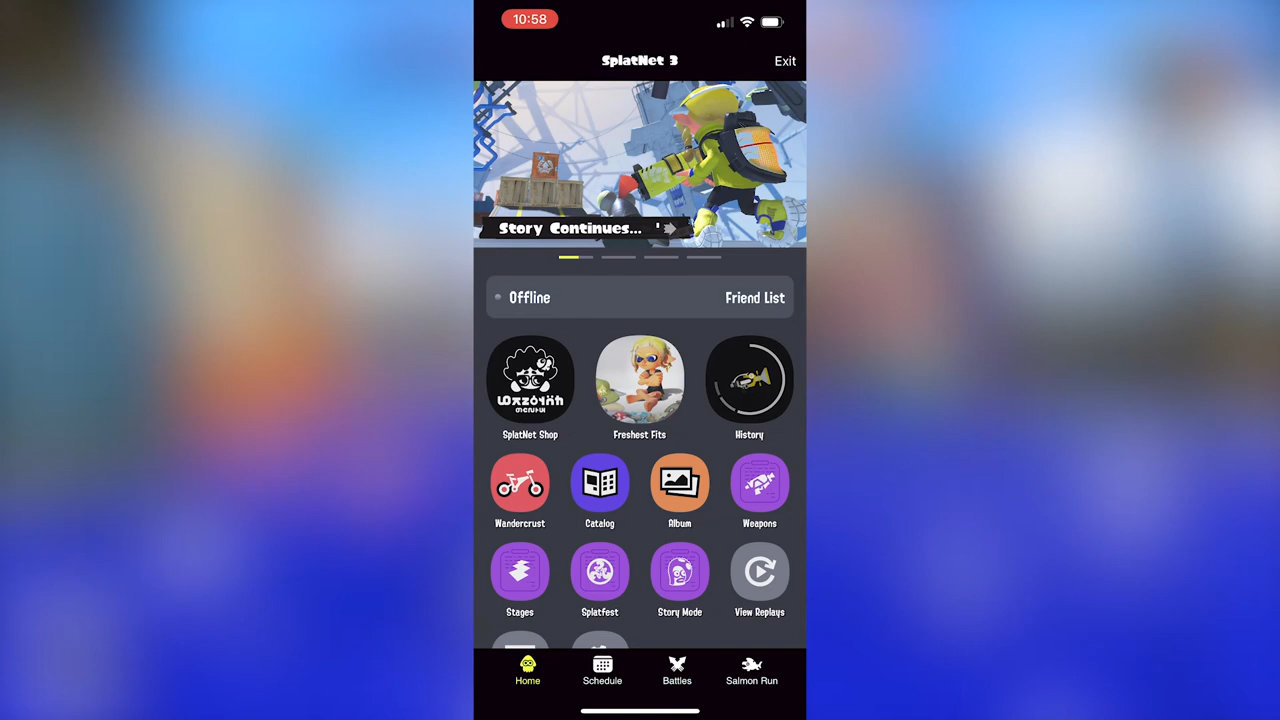 10:58
SplatNet 3
Exit
Story Continues...
Offline
Friend List
SplatNet Shop
Freshest Fits
History
Wandercrust
Catalog
Album
Weapons
Stages
Splatfest
Story Mode
View Replays
Home
Schedule
Battles
Salmon Run